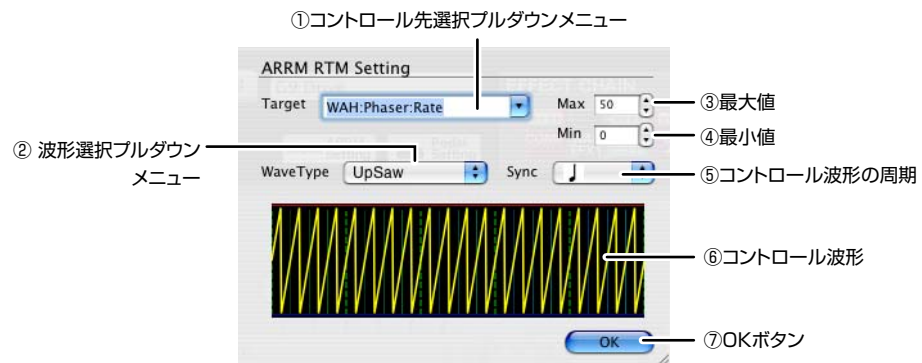 ①コントロール先選択プルダウンメニュー
ARRM RTM Setting
Target WAH:Phaser:Rate Max 50 ③最大値
Min 0 ④最小値
② 波形選択プルダウン
メニュー
WaveType UpSaw Sync ♩ ⑤コントロール波形の周期
⑥コントロール波形
OK ⑦OKボタン